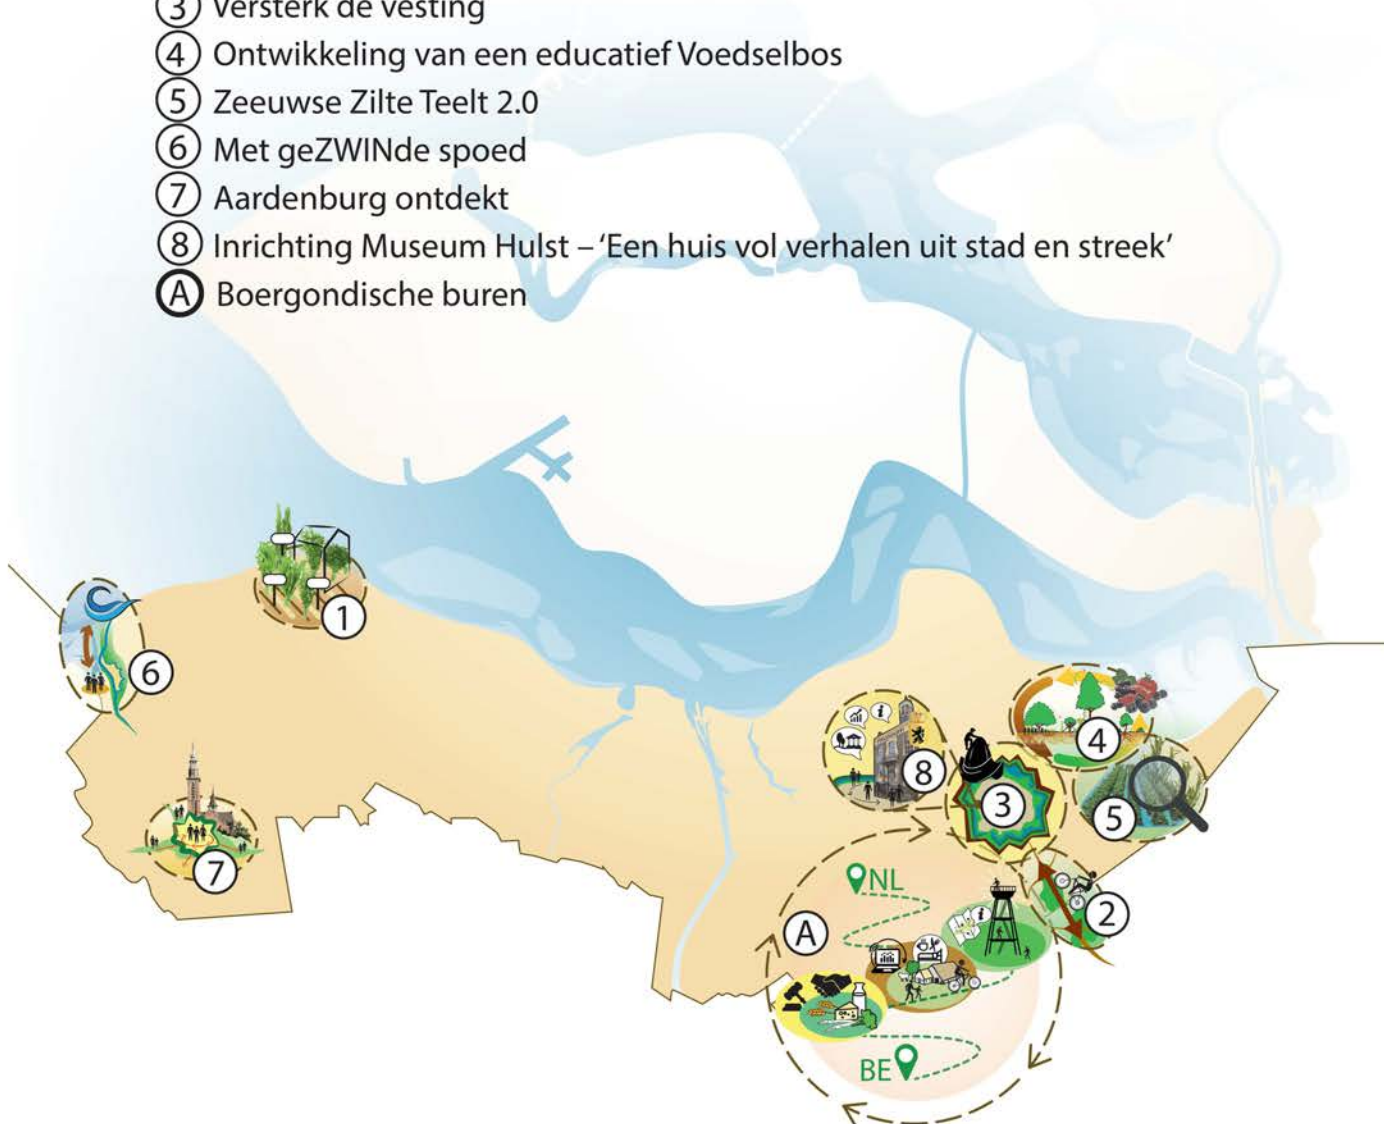 3 Versterk de vesting
4 Ontwikkeling van een educatief Voedselbos
5 Zeeuwse Zilte Teelt 2.0
6 Met geZWINde spoed
7 Aardenburg ontdekt
8 Inrichting Museum Hulst – ‘Een huis vol verhalen uit stad en streek’
A Boergondische buren
1
6
4
8
3
5
7
NL
i
2
A
BE